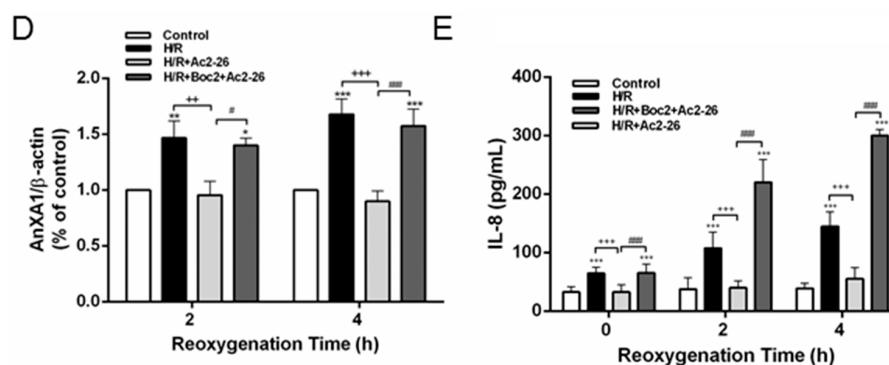 D
Control
H/R
H/R+Ac2-26
H/R+Boc2+Ac2-26
AnXA1/β-actin
(% of control)
2.0
1.5
1.0
0.5
0.0
++
#
**
*
+++
###
***
***
2
4
Reoxygenation Time (h)
E
Control
H/R
H/R+Boc2+Ac2-26
H/R+Ac2-26
IL-8 (pg/mL)
400
300
200
100
0
+++
###
***
***
+++
###
***
***
+++
###
***
***
0
2
4
Reoxygenation Time (h)